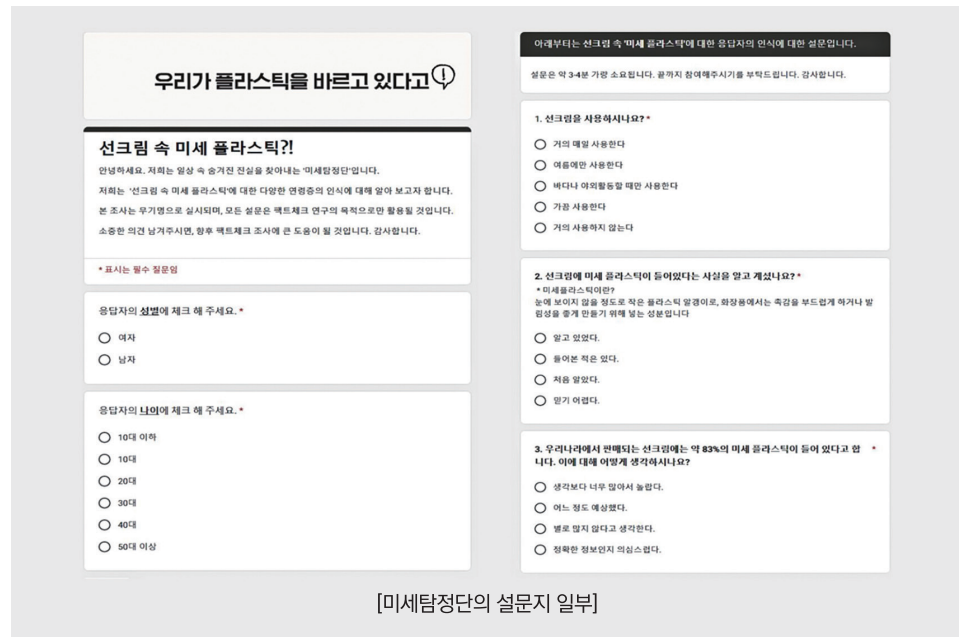 우리가 플라스틱을 바르고 있다고!
선크림 속 미세 플라스틱?!
안녕하세요. 저희는 일상 속 숨겨진 진실을 찾아내는 '미세탐정단'입니다.
저희는 '선크림 속 미세 플라스틱'에 대한 다양한 연령층의 인식에 대해 알아 보고자 합니다.
본 조사는 무기명으로 실시되며, 모든 설문은 팩트체크 연구의 목적으로만 활용될 것입니다.
소중한 의견 남겨주시면, 향후 팩트체크 조사에 큰 도움이 될 것입니다. 감사합니다.
* 표시는 필수 질문임
응답자의 성별에 체크 해 주세요. *
여자
남자
응답자의 나이에 체크 해 주세요. *
10대 이하
10대
20대
30대
40대
50대 이상
아래부터는 선크림 속 '미세 플라스틱'에 대한 응답자의 인식에 대한 설문입니다.
설문은 약 3-4분 가량 소요됩니다. 끝까지 참여해주시기를 부탁드립니다. 감사합니다.
1. 선크림을 사용하시나요? *
거의 매일 사용한다
여름에만 사용한다
바다나 야외활동할 때만 사용한다
가끔 사용한다
거의 사용하지 않는다
2. 선크림에 미세 플라스틱이 들어있다는 사실을 알고 계셨나요? *
* 미세플라스틱이란?
눈에 보이지 않을 정도로 작은 플라스틱 알갱이로, 화장품에서는 촉감을 부드럽게 하거나 발
림성을 좋게 만들기 위해 넣는 성분입니다
알고 있었다.
들어본 적은 있다.
처음 알았다.
믿기 어렵다.
3. 우리나라에서 판매되는 선크림에는 약 83%의 미세 플라스틱이 들어 있다고 합 *
니다. 이에 대해 어떻게 생각하시나요?
생각보다 너무 많아서 놀랍다.
어느 정도 예상했다.
별로 많지 않다고 생각한다.
정확한 정보인지 의심스럽다.
[미세탐정단의 설문지 일부]